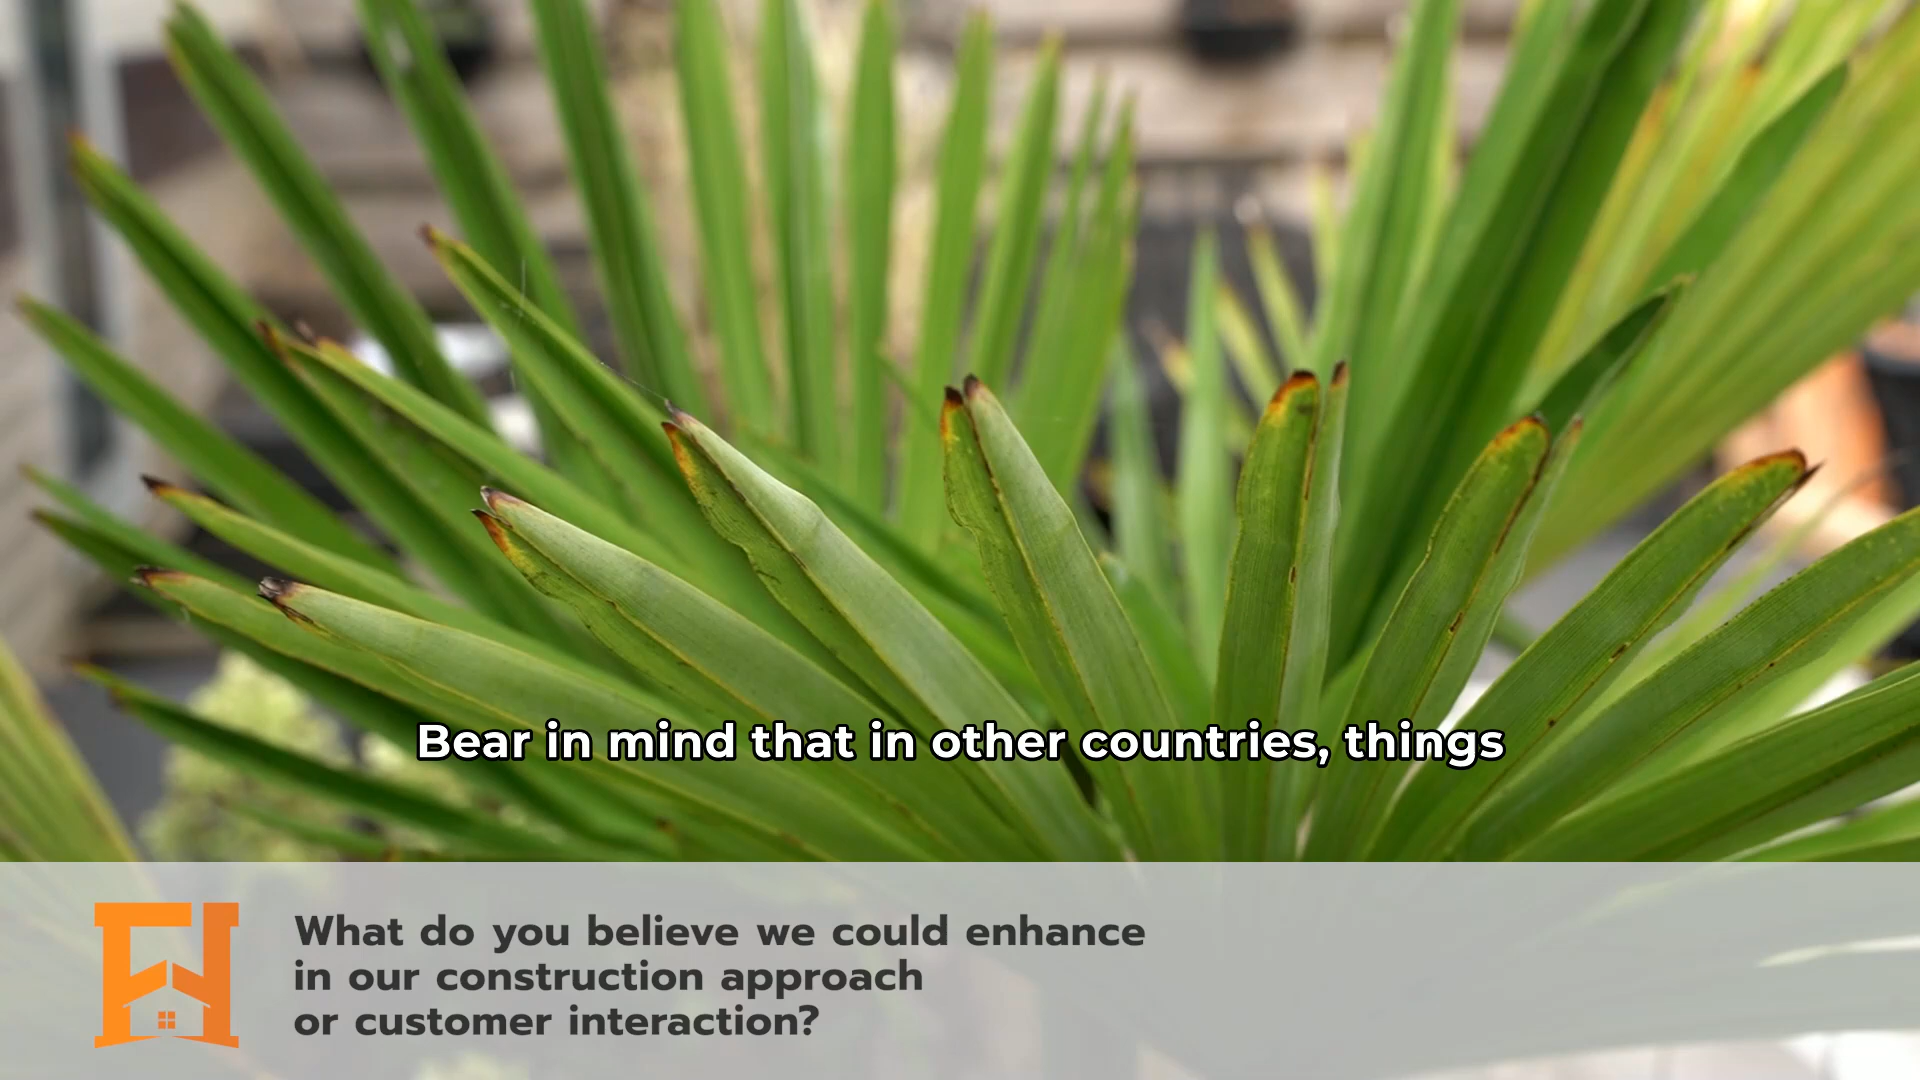 Bear in mind that in other countries, things
What do you believe we could enhance
in our construction approach
or customer interaction?